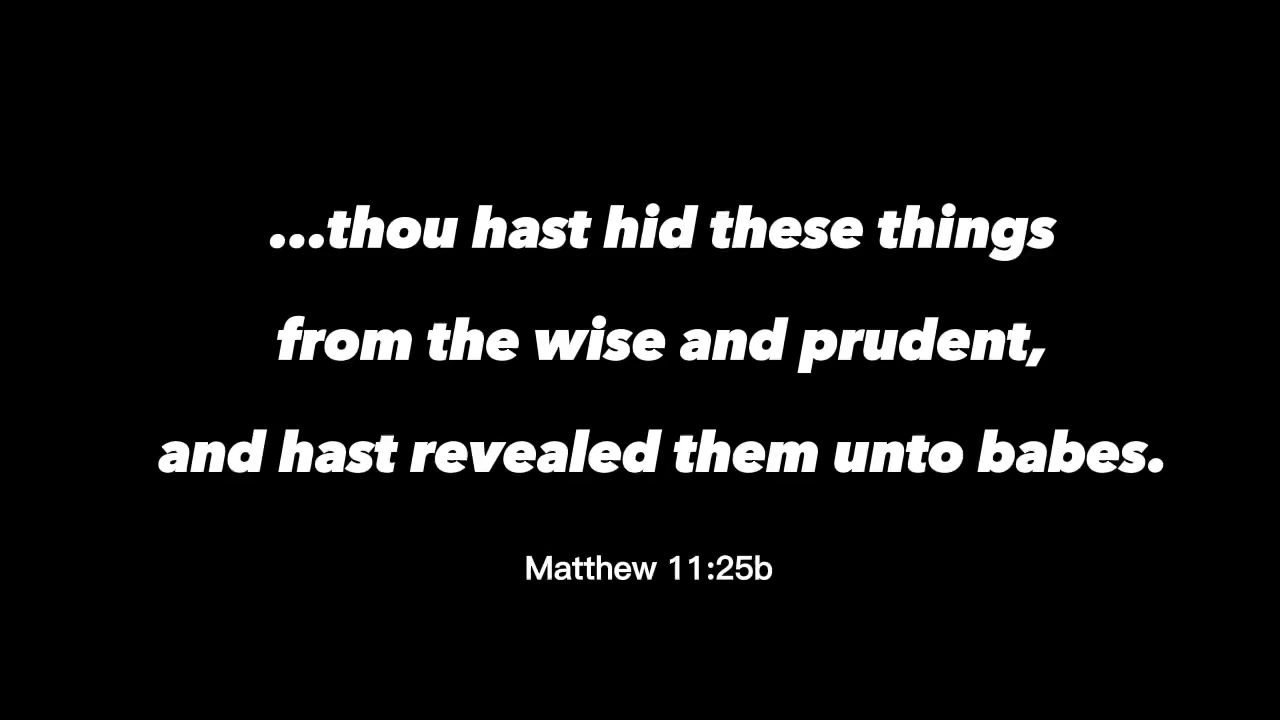 ...thou hast hid these things
from the wise and prudent,
and hast revealed them unto babes.
Matthew 11:25b